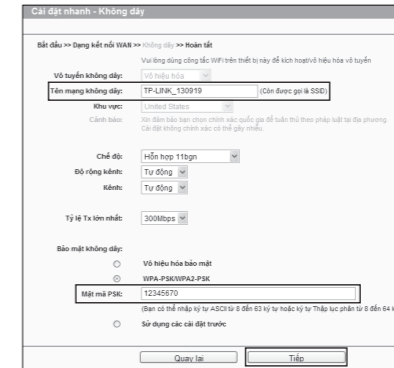 Cài đặt nhanh - Không dây
Bắt đầu >> Dạng kết nối WAN >> Không dây >> Hoàn tất
Vui lòng dùng công tắc WiFi trên thiết bị này để kích hoạt/vô hiệu hóa vô tuyến
Vô tuyến không dây: Vô hiệu hóa
Tên mạng không dây: TP-LINK_130919 (Còn được gọi là SSID)
Khu vực: United States
Cảnh báo: Xin đảm bảo bạn chọn chính xác quốc gia để tuân thủ theo pháp luật tại địa phương.
Cài đặt không chính xác có thể gây nhiễu.
Chế độ: Hỗn hợp 11bgn
Độ rộng kênh: Tự động
Kênh: Tự động
Tỷ lệ Tx lớn nhất: 300Mbps
Bảo mật không dây:
Vô hiệu hóa bảo mật
WPA-PSK/WPA2-PSK
Mật mã PSK: 12345670
(Bạn có thể nhập ký tự ASCII từ 8 đến 63 ký tự hoặc ký tự Thập lục phân từ 8 đến 64 k
Sử dụng các cài đặt trước
Quay lại Tiếp